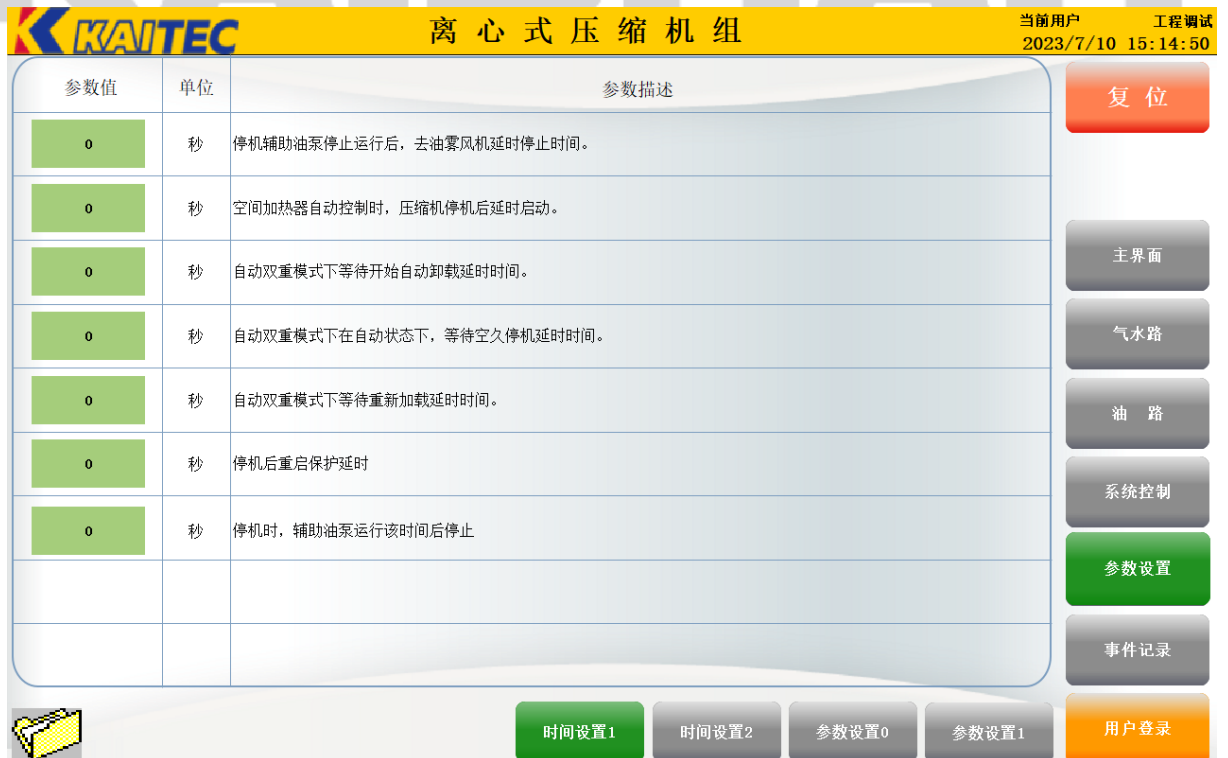 KAITEC
离心式压缩机组
当前用户 工程调试
2023/7/10 15:14:50
参数值 单位 参数描述
0 秒 停机辅助油泵停止运行后，去油雾风机延时停止时间。
0 秒 空间加热器自动控制时，压缩机停机后延时启动。
0 秒 自动双重模式下等待开始自动卸载延时时间。
0 秒 自动双重模式下在自动状态下，等待空久停机延时时间。
0 秒 自动双重模式下等待重新加载延时时间。
0 秒 停机后重启保护延时
0 秒 停机时，辅助油泵运行该时间后停止
复位
主界面
气水路
油 路
系统控制
参数设置
事件记录
用户登录
时间设置1 时间设置2 参数设置0 参数设置1